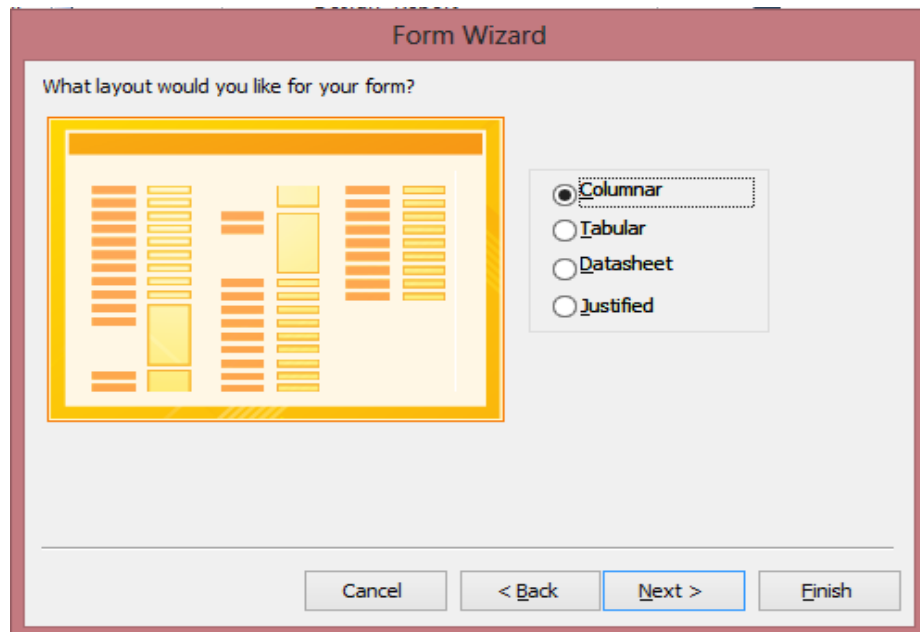 Form Wizard
What layout would you like for your form?
Columnar
Tabular
Datasheet
Justified
Cancel
< Back
Next >
Finish